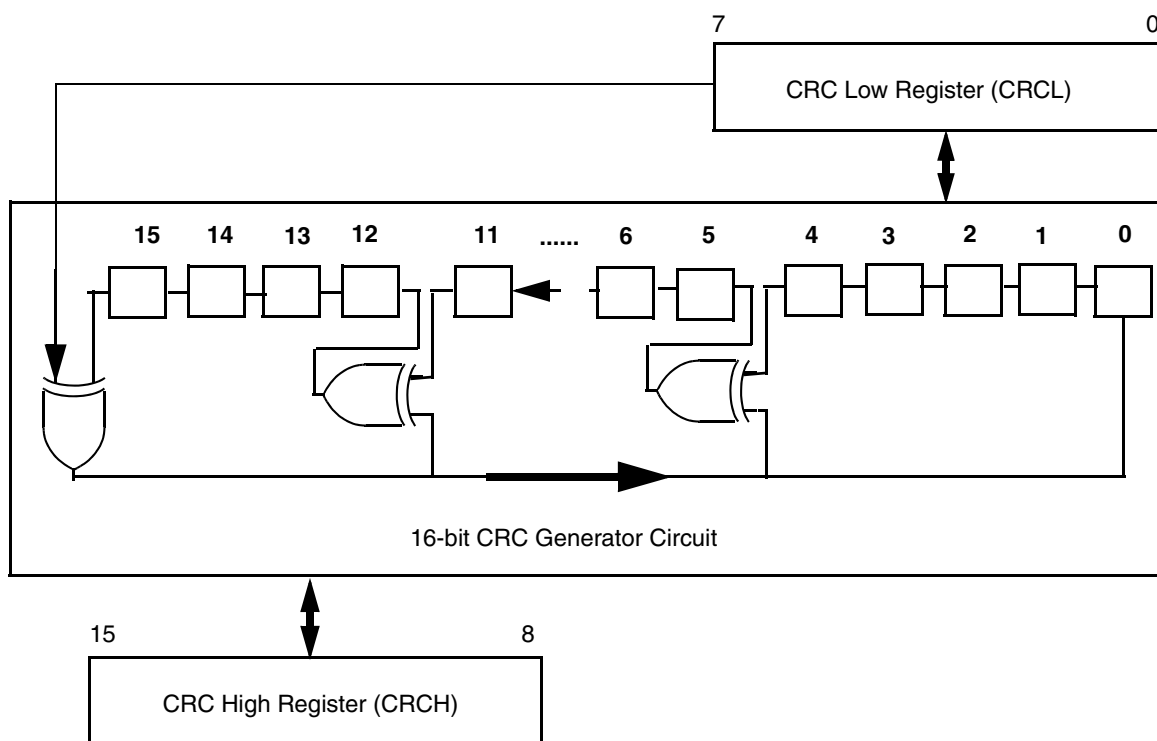 7 0
CRC Low Register (CRCL)
15 14 13 12 11 ...... 6 5 4 3 2 1 0
16-bit CRC Generator Circuit
15 8
CRC High Register (CRCH)